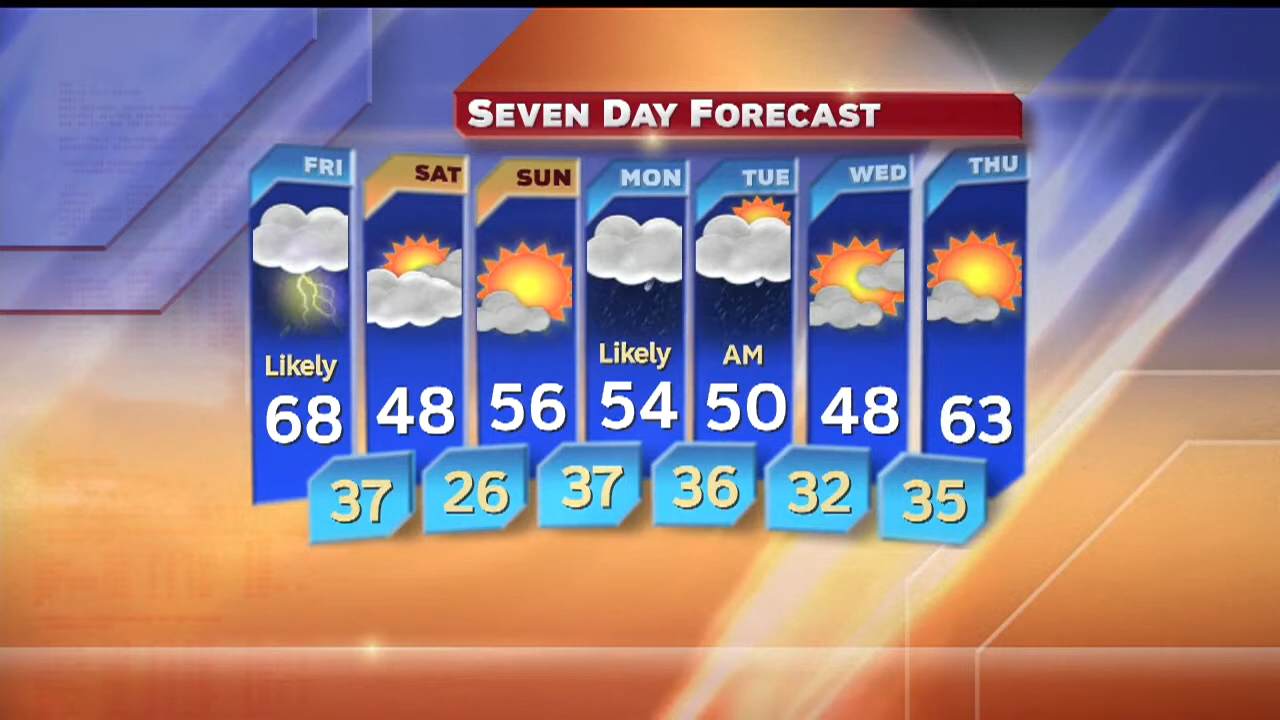 SEVEN DAY FORECAST
FRI SAT SUN MON TUE WED THU
Likely Likely AM
68 48 56 54 50 48 63
37 26 37 36 32 35